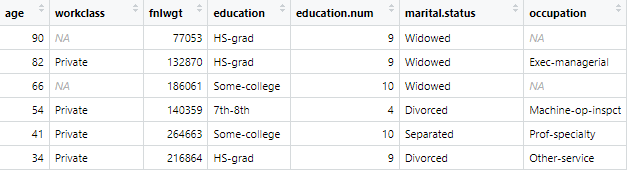 age workclass fnlwgt education education.num marital.status occupation
90 NA 77053 HS-grad 9 Widowed NA
82 Private 132870 HS-grad 9 Widowed Exec-managerial
66 NA 186061 Some-college 10 Widowed NA
54 Private 140359 7th-8th 4 Divorced Machine-op-inspct
41 Private 264663 Some-college 10 Separated Prof-specialty
34 Private 216864 HS-grad 9 Divorced Other-service